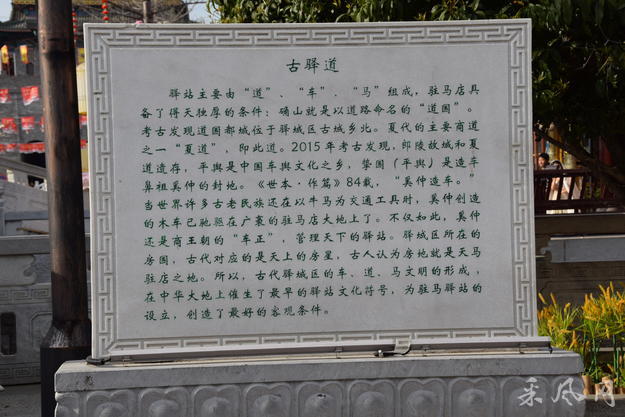 古驿道
驿站主要由“道”、“车”、“马”组成，驻马店具
备了得天独厚的条件：确山就是以道路命名的“道国”。
考古发现道国都城位于驿城区古城乡北。夏代的主要商道
之一“夏道”，即此道。2015年考古发现，郎陵故城和夏
道遗存，平舆是中国车舆文化之乡，挚国（平舆）是造车
鼻祖奚仲的封地。《世本·作篇》84载，“奚仲造车。”
当世界许多古老民族还在以牛马为交通工具时，奚仲创造
的木车已驰驱在广袤的驻马店大地上了。不仅如此，奚仲
还是商王朝的“车正”，管理天下的驿站。驿城区所在的
房国，古代对应的是天上的房星，古人认为房地就是天马
驻店之地。所以，古代驿城区的车、道、马文明的形成，，
在中华大地上催生了最早的驿站文化符号，为驻马驿站的
设立，创造了最好的客观条件。
采风月